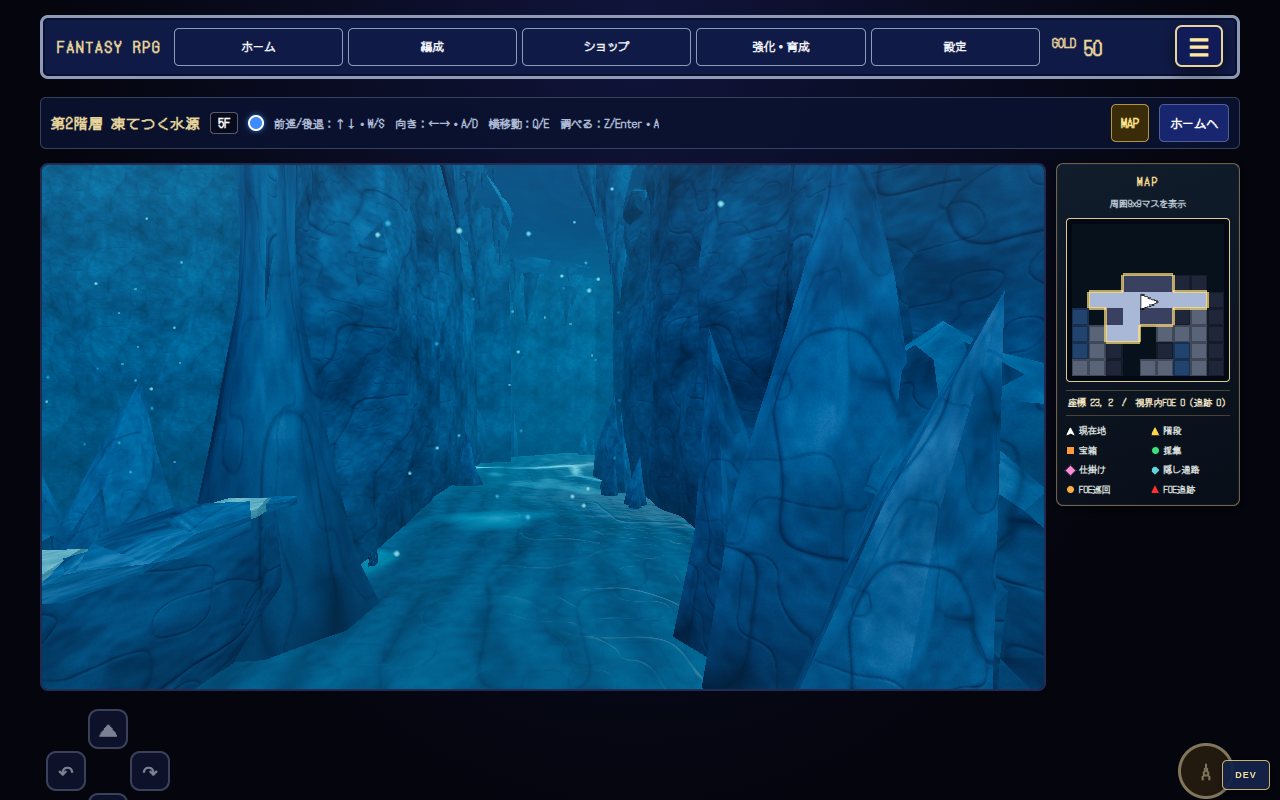 FANTASY RPG
ホーム
編成
ショップ
強化・育成
設定
GOLD 50
第2階層 凍てつく水源
5F
前進/後退：↑↓・W/S 向き：←→・A/D 横移動：Q/E 調べる：Z/Enter・A
MAP
ホームへ
MAP
周囲9x9マスを表示
座標 23, 2 / 視界内FOE 0（追跡 0）
現在地
階段
宝箱
採集
仕掛け
隠し通路
FOE巡回
FOE追跡
A
DEV